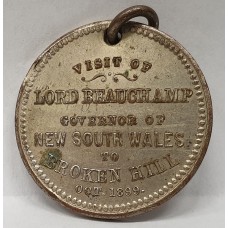 VISIT OF
LORD BEAUCHAMP
GOVERNOR OF
NEW SOUTH WALES.
TO
BROKEN HILL
OCT. 1899.